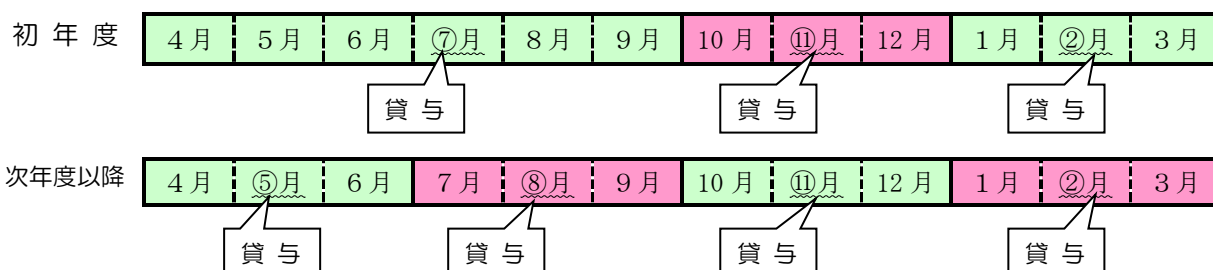 初年度 4月 5月 6月 ⑦月 8月 9月 10月 ⑪月 12月 1月 ②月 3月
貸与 貸与 貸与
次年度以降 4月 ⑤月 6月 7月 ⑧月 9月 10月 ⑪月 12月 1月 ②月 3月
貸与 貸与 貸与 貸与